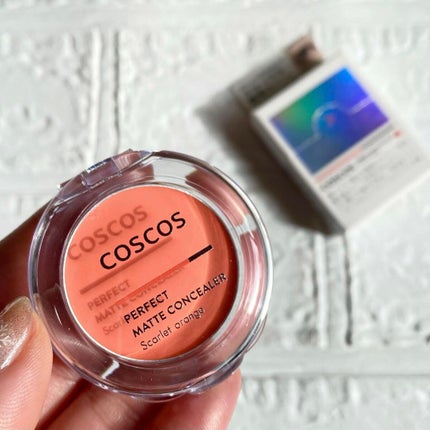 COSCOS
PERFECT
MATTE CONCEALER
Scarlet orange